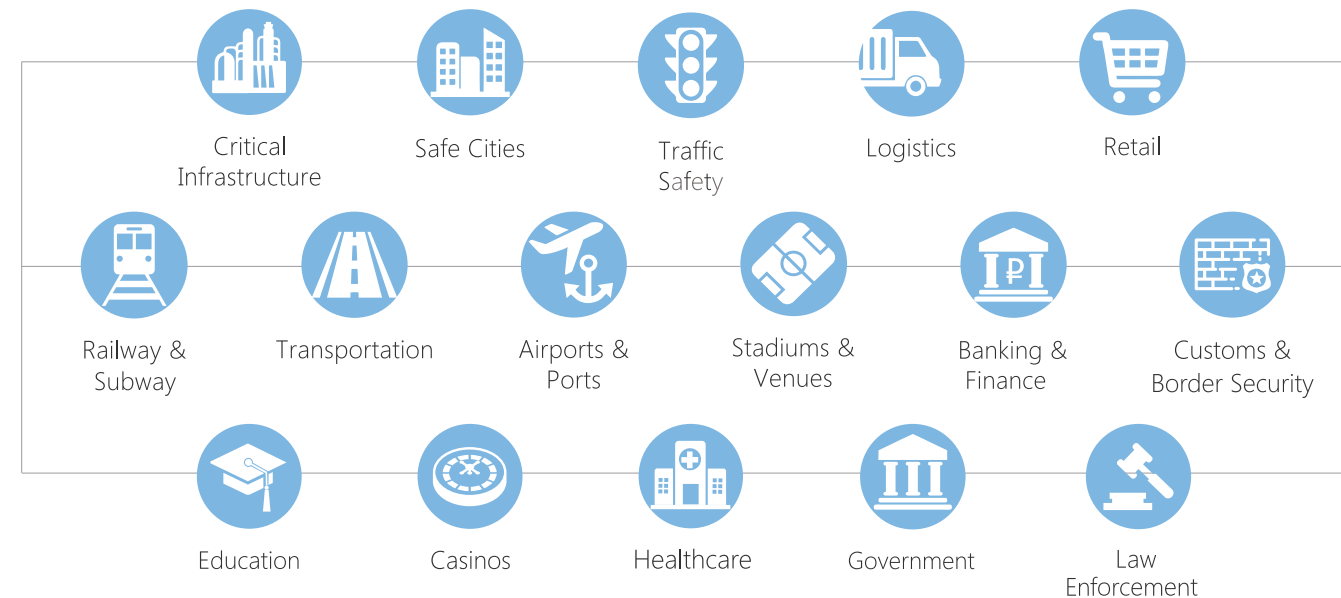 Critical
Infrastructure
Safe Cities
Traffic
Safety
Logistics
Retail
Railway &
Subway
Transportation
Airports &
Ports
Stadiums &
Venues
₽
Banking &
Finance
Customs &
Border Security
Education
Casinos
Healthcare
Government
Law
Enforcement